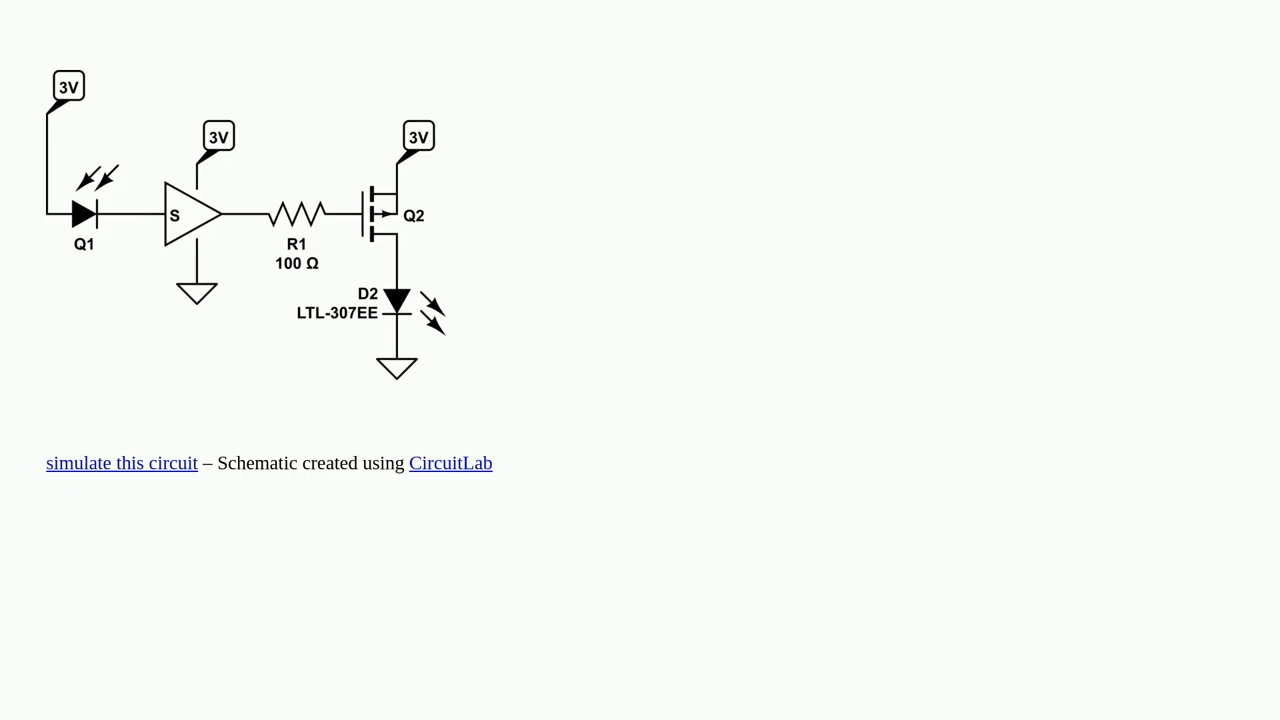 3V
3V
3V
S
Q1
Q2
R1
100 Ω
D2
LTL-307EE
simulate this circuit – Schematic created using CircuitLab